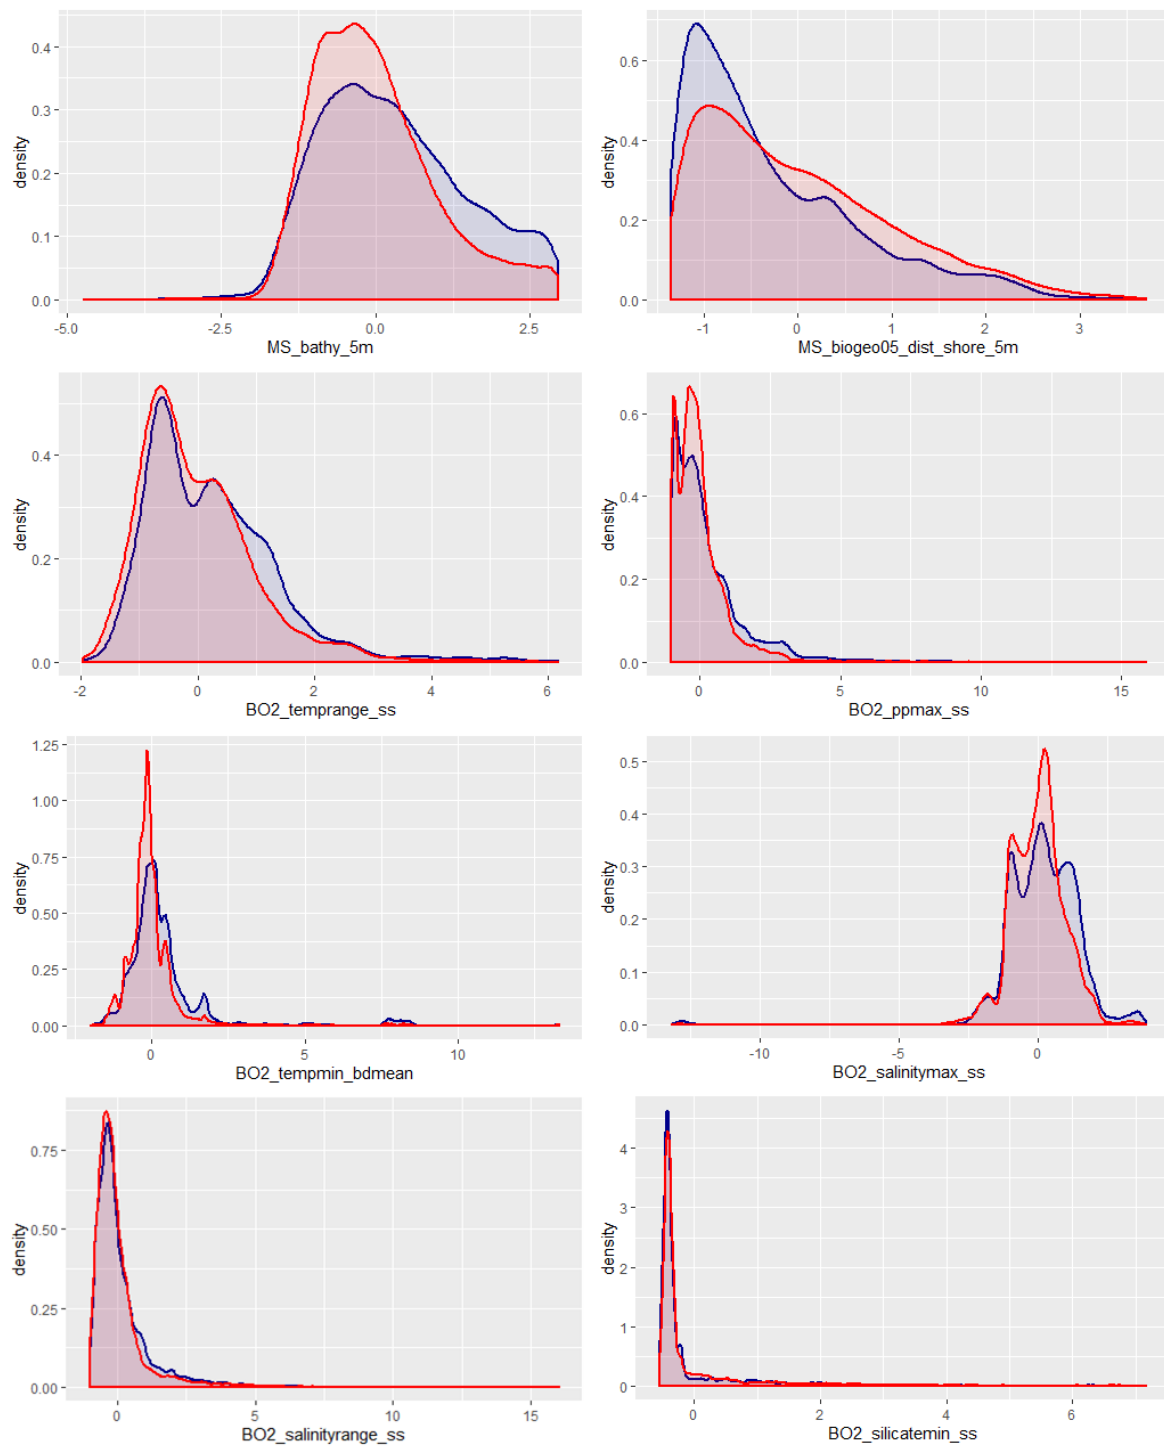 0.4
0.3
0.2
0.1
0.0
density
-5.0 -2.5 0.0 2.5
MS_bathy_5m
0.6
0.4
0.2
0.0
density
-1 0 1 2 3
MS_biogeo05_dist_shore_5m
0.4
0.2
0.0
density
-2 0 2 4 6
BO2_temprange_ss
0.6
0.4
0.2
0.0
density
0 5 10 15
BO2_ppmax_ss
1.25
1.00
0.75
0.50
0.25
0.00
density
0 5 10
BO2_tempmin_bdmean
0.5
0.4
0.3
0.2
0.1
0.0
density
-10 -5 0
BO2_salinitymax_ss
0.75
0.50
0.25
0.00
density
0 5 10 15
BO2_salinityrange_ss
4
3
2
1
0
density
0 2 4 6
BO2_silicatemin_ss